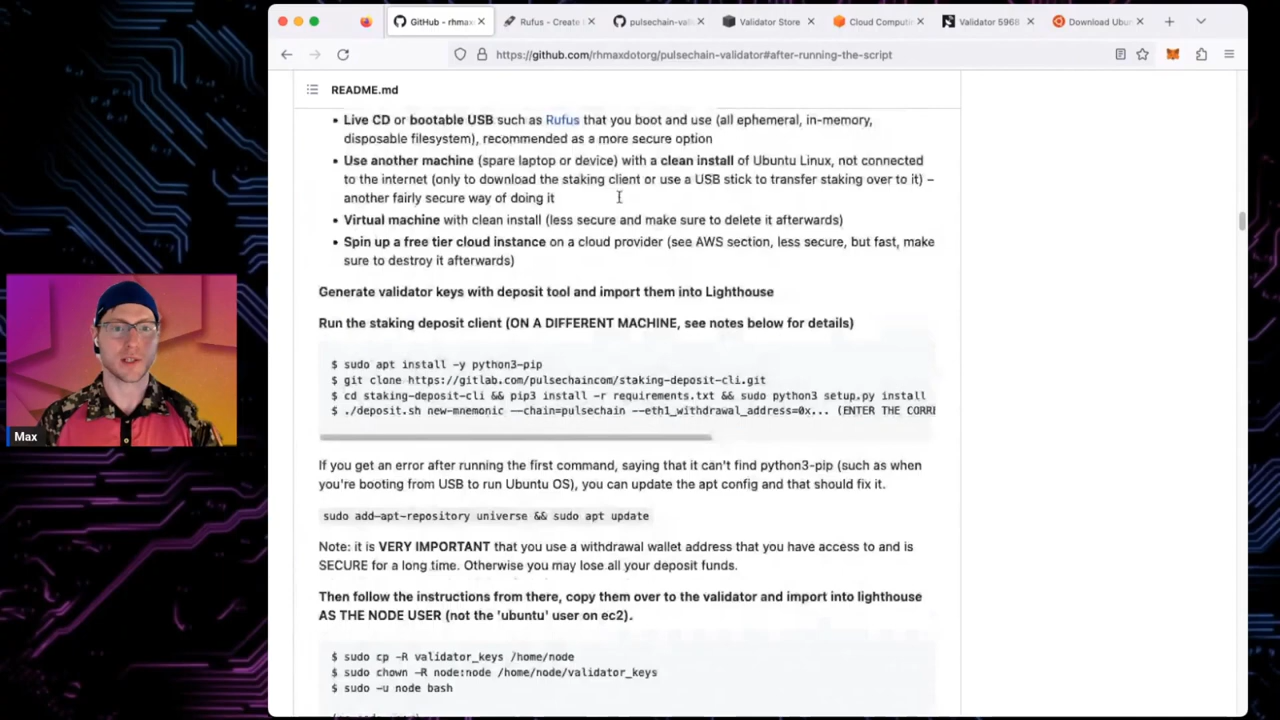 GitHub - rhmax
Rufus - Create
pulsechain-vali
Validator Store
Cloud Computin
Validator 5968
Download Ubun
https://github.com/rhmaxdotorg/pulsechain-validator#after-running-the-script
README.md
• Live CD or bootable USB such as Rufus that you boot and use (all ephemeral, in-memory,
disposable filesystem), recommended as a more secure option
• Use another machine (spare laptop or device) with a clean install of Ubuntu Linux, not connected
to the internet (only to download the staking client or use a USB stick to transfer staking over to it) –
another fairly secure way of doing it
• Virtual machine with clean install (less secure and make sure to delete it afterwards)
• Spin up a free tier cloud instance on a cloud provider (see AWS section, less secure, but fast, make
sure to destroy it afterwards)
Generate validator keys with deposit tool and import them into Lighthouse
Run the staking deposit client (ON A DIFFERENT MACHINE, see notes below for details)
$ sudo apt install -y python3-pip
$ git clone https://gitlab.com/pulsechaincom/staking-deposit-cli.git
$ cd staking-deposit-cli && pip3 install -r requirements.txt && sudo python3 setup.py install
$ ./deposit.sh new-mnemonic --chain=pulsechain --eth1_withdrawal_address=0x... (ENTER THE CORRE
If you get an error after running the first command, saying that it can't find python3-pip (such as when
you're booting from USB to run Ubuntu OS), you can update the apt config and that should fix it.
sudo add-apt-repository universe && sudo apt update
Note: it is VERY IMPORTANT that you use a withdrawal wallet address that you have access to and is
SECURE for a long time. Otherwise you may lose all your deposit funds.
Then follow the instructions from there, copy them over to the validator and import into lighthouse
AS THE NODE USER (not the 'ubuntu' user on ec2).
$ sudo cp -R validator_keys /home/node
$ sudo chown -R node:node /home/node/validator_keys
$ sudo -u node bash
Max